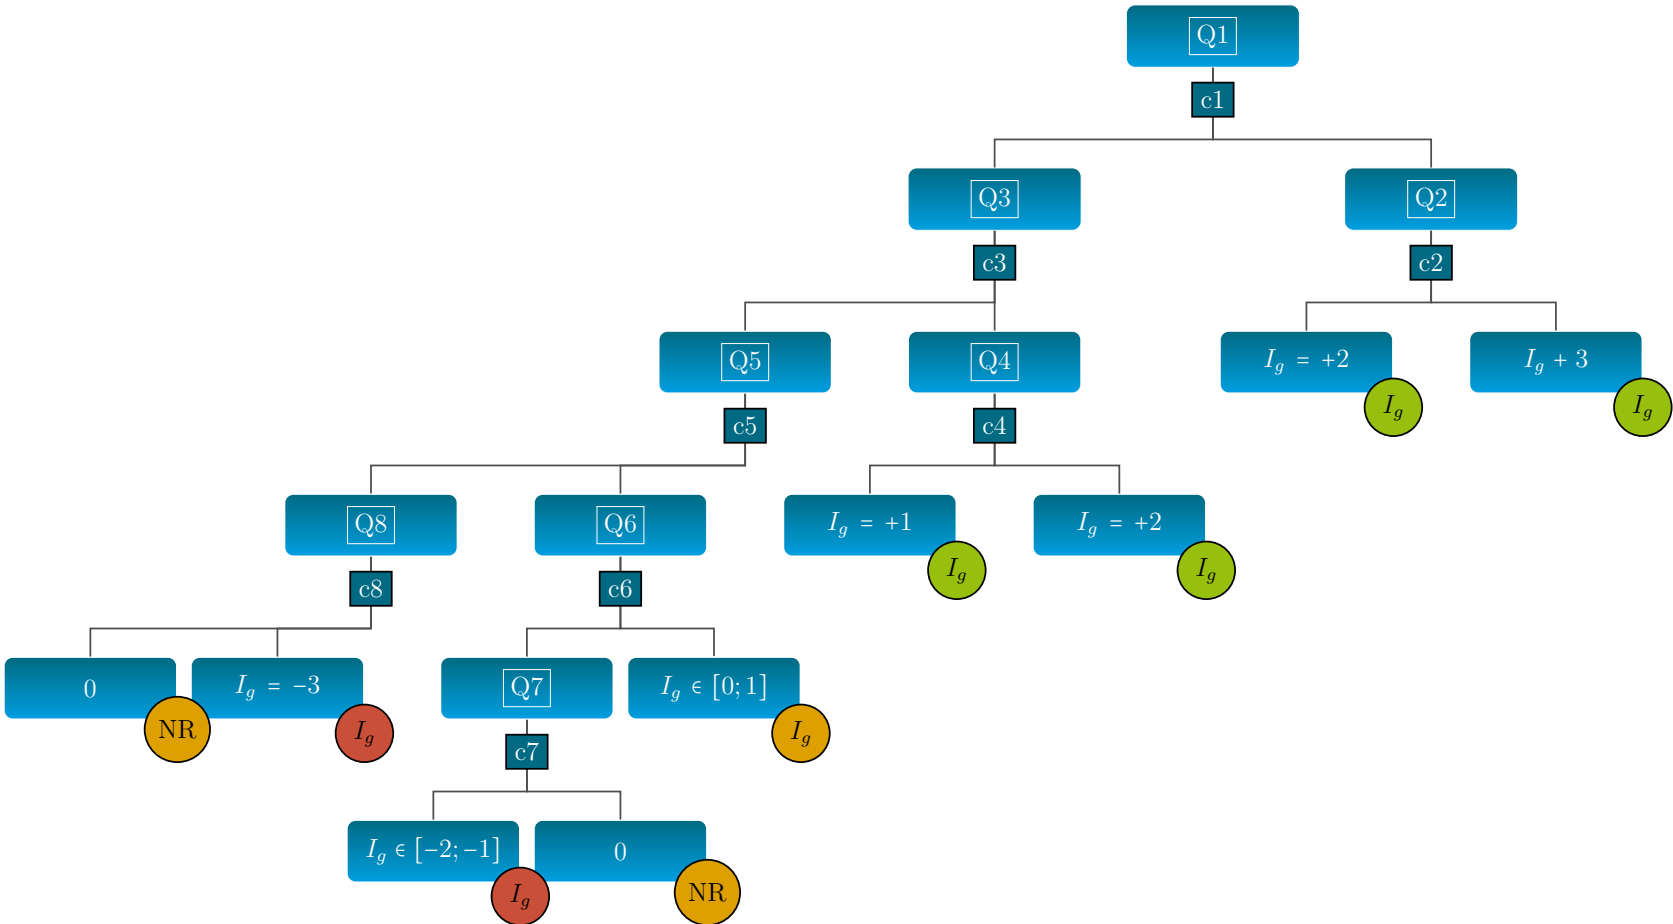 Q1
c1
Q3
Q2
c3
c2
Q5
Q4
I_g = +2
I_g + 3
I_g
I_g
c5
c4
Q8
Q6
I_g = +1
I_g = +2
I_g
I_g
c8
c6
0
I_g = −3
Q7
I_g ∈ [0; 1]
NR
I_g
I_g
c7
I_g ∈ [−2; −1]
0
I_g
NR